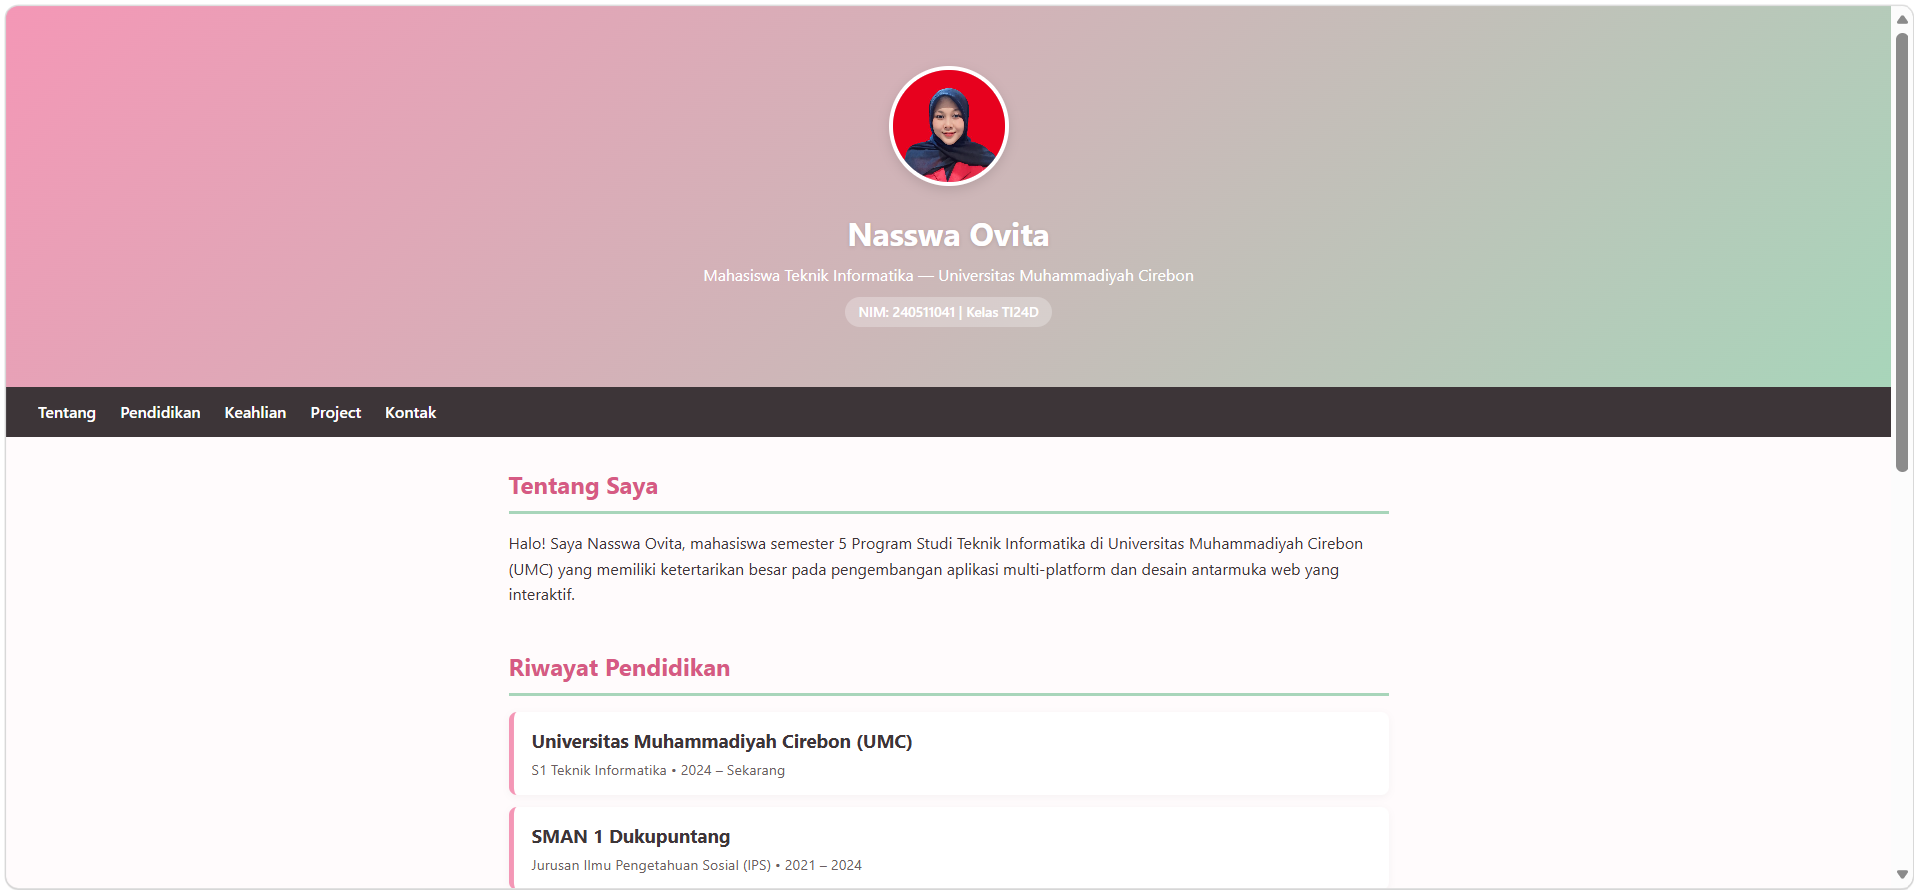 Nasswa Ovita
Mahasiswa Teknik Informatika — Universitas Muhammadiyah Cirebon
NIM: 240511041 | Kelas TI24D
Tentang
Pendidikan
Keahlian
Project
Kontak
Tentang Saya
Halo! Saya Nasswa Ovita, mahasiswa semester 5 Program Studi Teknik Informatika di Universitas Muhammadiyah Cirebon
(UMC) yang memiliki ketertarikan besar pada pengembangan aplikasi multi-platform dan desain antarmuka web yang
interaktif.
Riwayat Pendidikan
Universitas Muhammadiyah Cirebon (UMC)
S1 Teknik Informatika • 2024 – Sekarang
SMAN 1 Dukupuntang
Jurusan Ilmu Pengetahuan Sosial (IPS) • 2021 – 2024